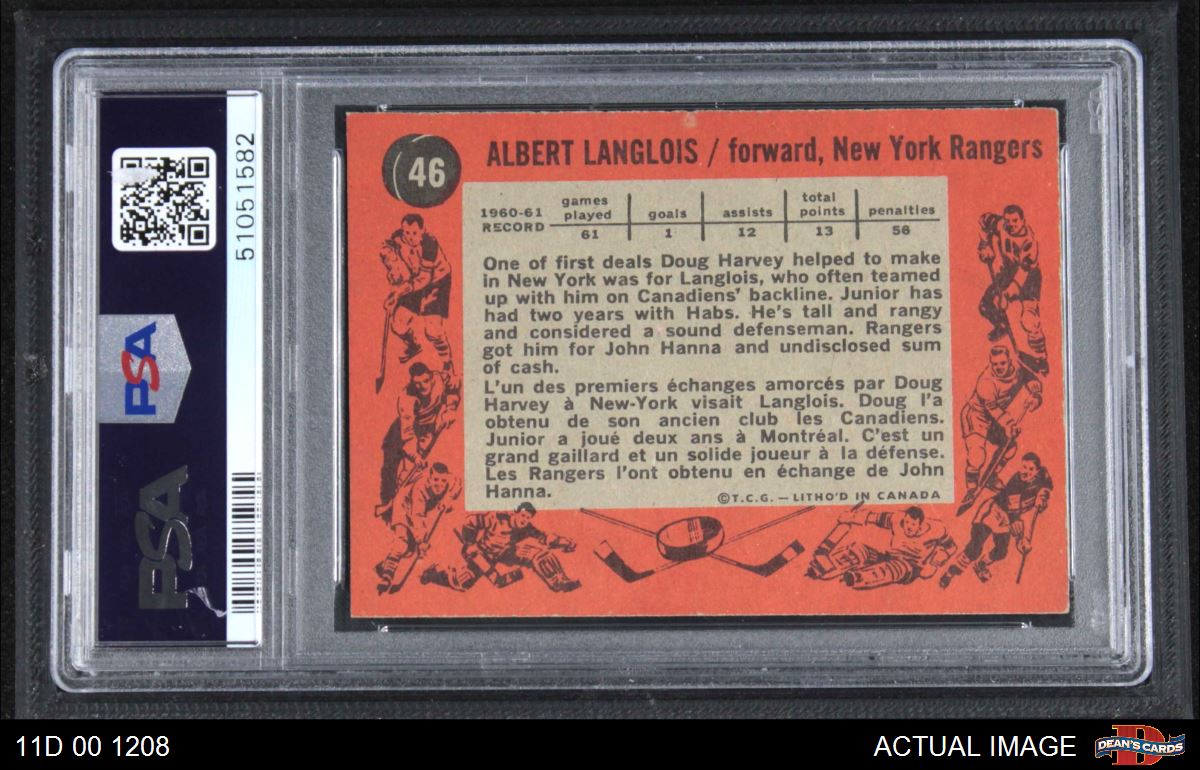 51051582
PSA
PSA
46
ALBERT LANGLOIS / forward, New York Rangers
1960-61 RECORD
games played goals assists total points penalties
61 1 12 13 56
One of first deals Doug Harvey helped to make
in New York was for Langlois, who often teamed
up with him on Canadiens' backline. Junior has
had two years with Habs. He's tall and rangy
and considered a sound defenseman. Rangers
got him for John Hanna and undisclosed sum
of cash.
L'un des premiers échanges amorcés par Doug
Harvey à New-York visait Langlois. Doug l'a
obtenu de son ancien club les Canadiens.
Junior a joué deux ans à Montréal. C'est un
grand gaillard et un solide joueur à la défense.
Les Rangers l'ont obtenu en échange de John
Hanna.
©T.C.G.—LITHO'D IN CANADA
11D 00 1208
ACTUAL IMAGE
DEAN'S CARDS